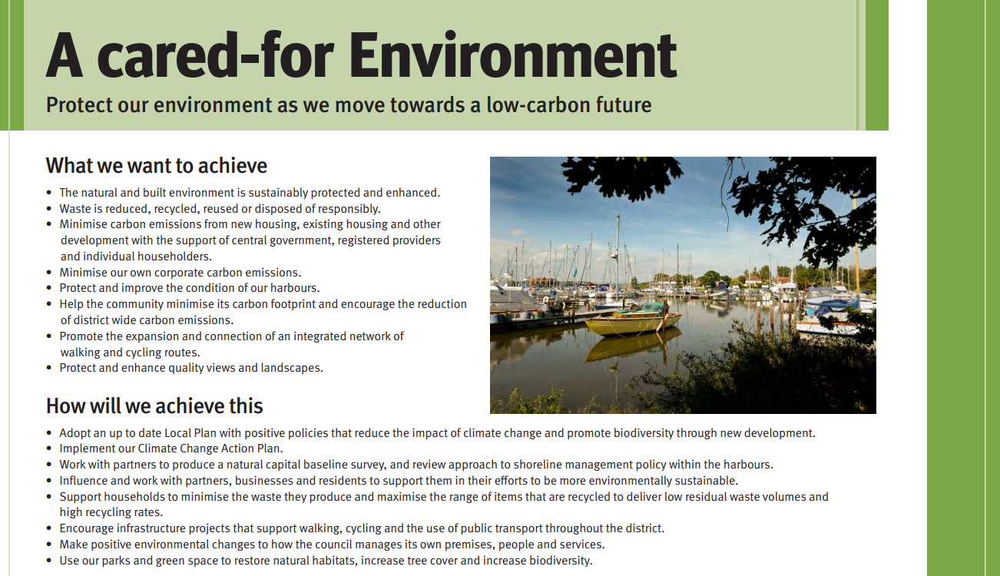 A cared-for Environment
Protect our environment as we move towards a low-carbon future
What we want to achieve
• The natural and built environment is sustainably protected and enhanced.
• Waste is reduced, recycled, reused or disposed of responsibly.
• Minimise carbon emissions from new housing, existing housing and other
development with the support of central government, registered providers
and individual householders.
• Minimise our own corporate carbon emissions.
• Protect and improve the condition of our harbours.
• Help the community minimise its carbon footprint and encourage the reduction
of district wide carbon emissions.
• Promote the expansion and connection of an integrated network of
walking and cycling routes.
• Protect and enhance quality views and landscapes.
How will we achieve this
• Adopt an up to date Local Plan with positive policies that reduce the impact of climate change and promote biodiversity through new development.
• Implement our Climate Change Action Plan.
• Work with partners to produce a natural capital baseline survey, and review approach to shoreline management policy within the harbours.
• Influence and work with partners, businesses and residents to support them in their efforts to be more environmentally sustainable.
• Support households to minimise the waste they produce and maximise the range of items that are recycled to deliver low residual waste volumes and
high recycling rates.
• Encourage infrastructure projects that support walking, cycling and the use of public transport throughout the district.
• Make positive environmental changes to how the council manages its own premises, people and services.
• Use our parks and green space to restore natural habitats, increase tree cover and increase biodiversity.